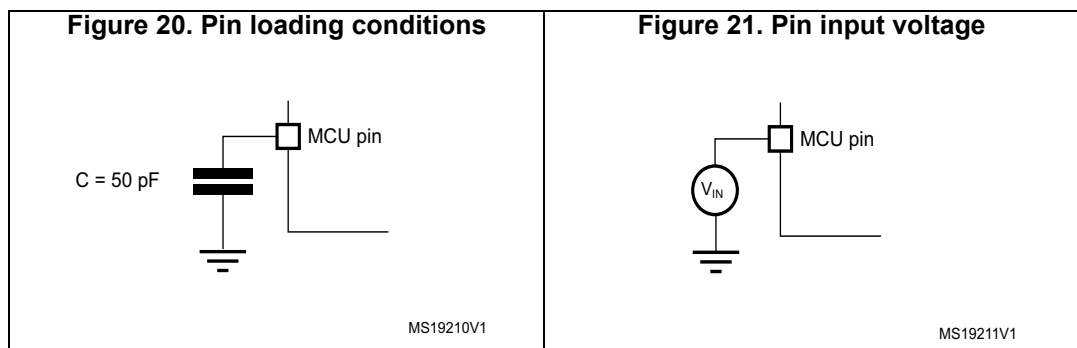 Figure 20. Pin loading conditions
Figure 21. Pin input voltage
MCU pin
C = 50 pF
MS19210V1
MCU pin
VIN
MS19211V1